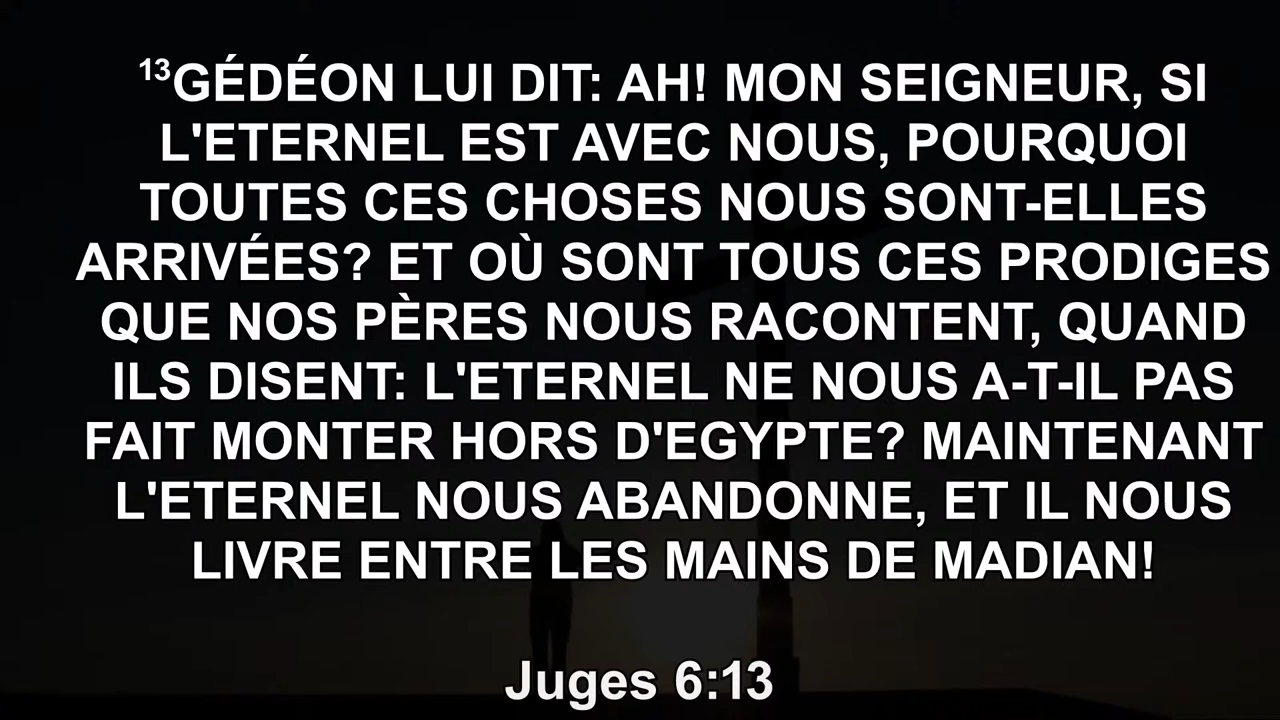 13GÉDÉON LUI DIT: AH! MON SEIGNEUR, SI
L'ETERNEL EST AVEC NOUS, POURQUOI
TOUTES CES CHOSES NOUS SONT-ELLES
ARRIVÉES? ET OÙ SONT TOUS CES PRODIGES
QUE NOS PÈRES NOUS RACONTENT, QUAND
ILS DISENT: L'ETERNEL NE NOUS A-T-IL PAS
FAIT MONTER HORS D'EGYPTE? MAINTENANT
L'ETERNEL NOUS ABANDONNE, ET IL NOUS
LIVRE ENTRE LES MAINS DE MADIAN!
Juges 6:13